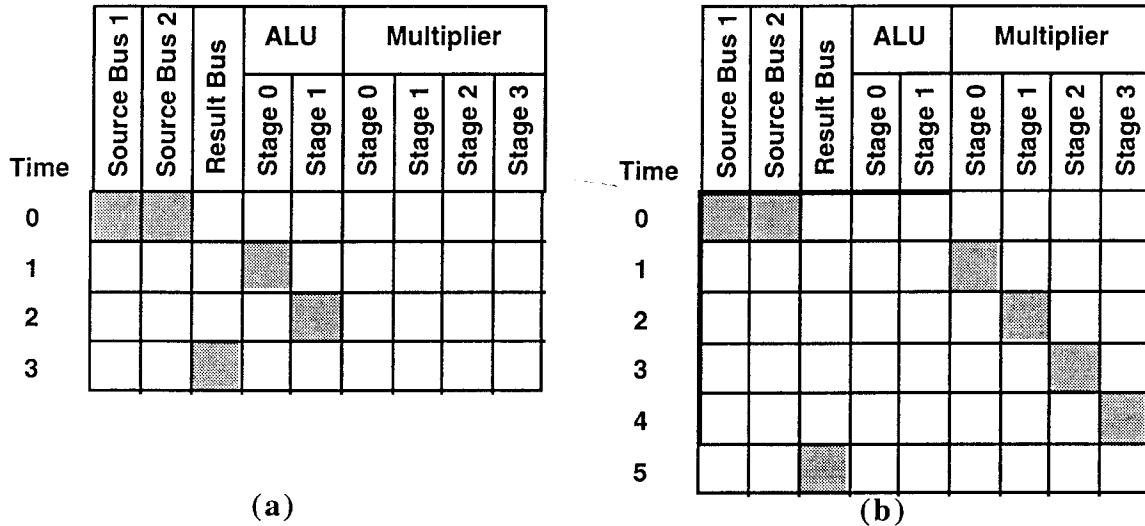 ALU Multiplier
Source Bus 1 Source Bus 2 Result Bus Stage 0 Stage 1 Stage 0 Stage 1 Stage 2 Stage 3
Time
0
1
2
3
(a)
ALU Multiplier
Source Bus 1 Source Bus 2 Result Bus Stage 0 Stage 1 Stage 0 Stage 1 Stage 2 Stage 3
Time
0
1
2
3
4
5
(b)